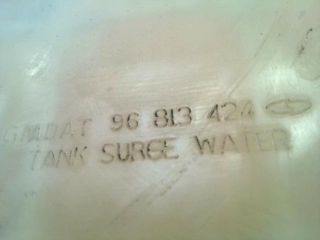 GMDAT 96 813 424
TANK SURGE WATER